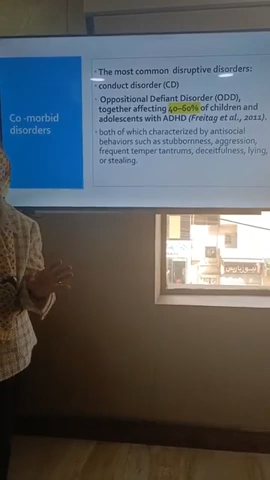 Co -morbid
disorders
• The most common disruptive disorders:
• conduct disorder (CD)
• Oppositional Defiant Disorder (ODD),
together affecting 40–60% of children and
adolescents with ADHD (Freitag et al., 2011).
• both of which characterized by antisocial
behaviors such as stubbornness, aggression,
frequent temper tantrums, deceitfulness, lying,
or stealing.